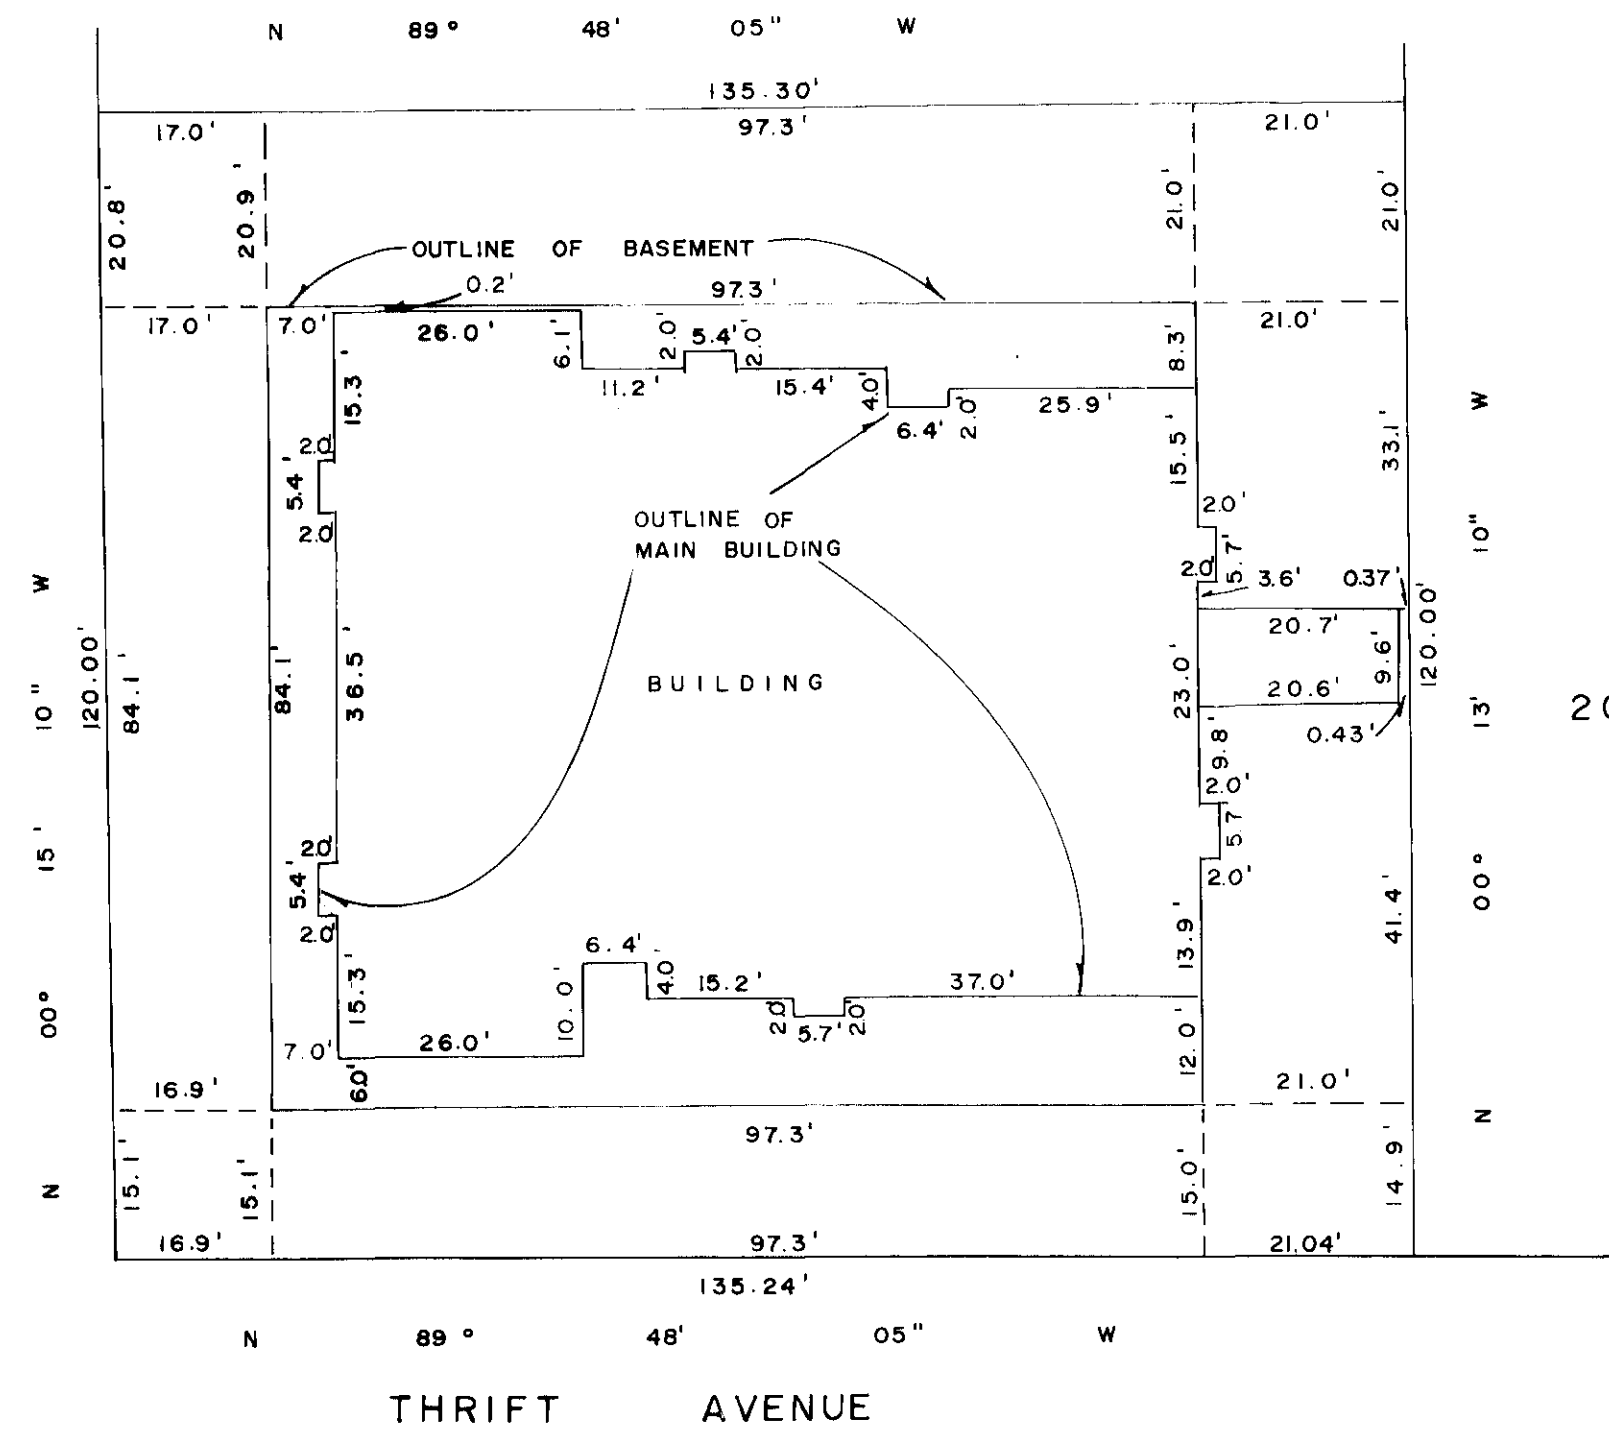 N 89° 48' 05" W
135.30'
17.0' 97.3' 21.0'
20.8' 20.9' 21.0' 21.0'
OUTLINE OF BASEMENT
0.2' 97.3'
17.0' 7.0' 26.0' 6.1' 2.0' 5.4' 2.0' 8.3' 21.0'
15.3' 11.2' 15.4' 4.0' 6.4' 2.0' 25.9'
2.0' 5.4' 2.0' 15.5' 33.1'
OUTLINE OF
MAIN BUILDING
2.0' 5.7' 2.0' 3.6' 0.37'
20.7' 9.6' 20.6' 0.43'
BUILDING
N 00° 15' 10" W
120.00'
84.1' 84.1' 36.5' 23.0' 9.8'
120.00'
N 00° 13' 10" W
20
2.0' 5.4' 2.0' 2.0' 5.7' 2.0'
15.3' 6.4' 4.0' 10.0' 15.2' 2.0' 5.7' 2.0' 37.0' 13.9' 41.4'
7.0' 26.0' 6.0' 12.0'
16.9' 21.0'
97.3'
15.1' 15.1' 15.0' 14.9'
16.9' 97.3' 21.04'
135.24'
N 89° 48' 05" W
THRIFT AVENUE